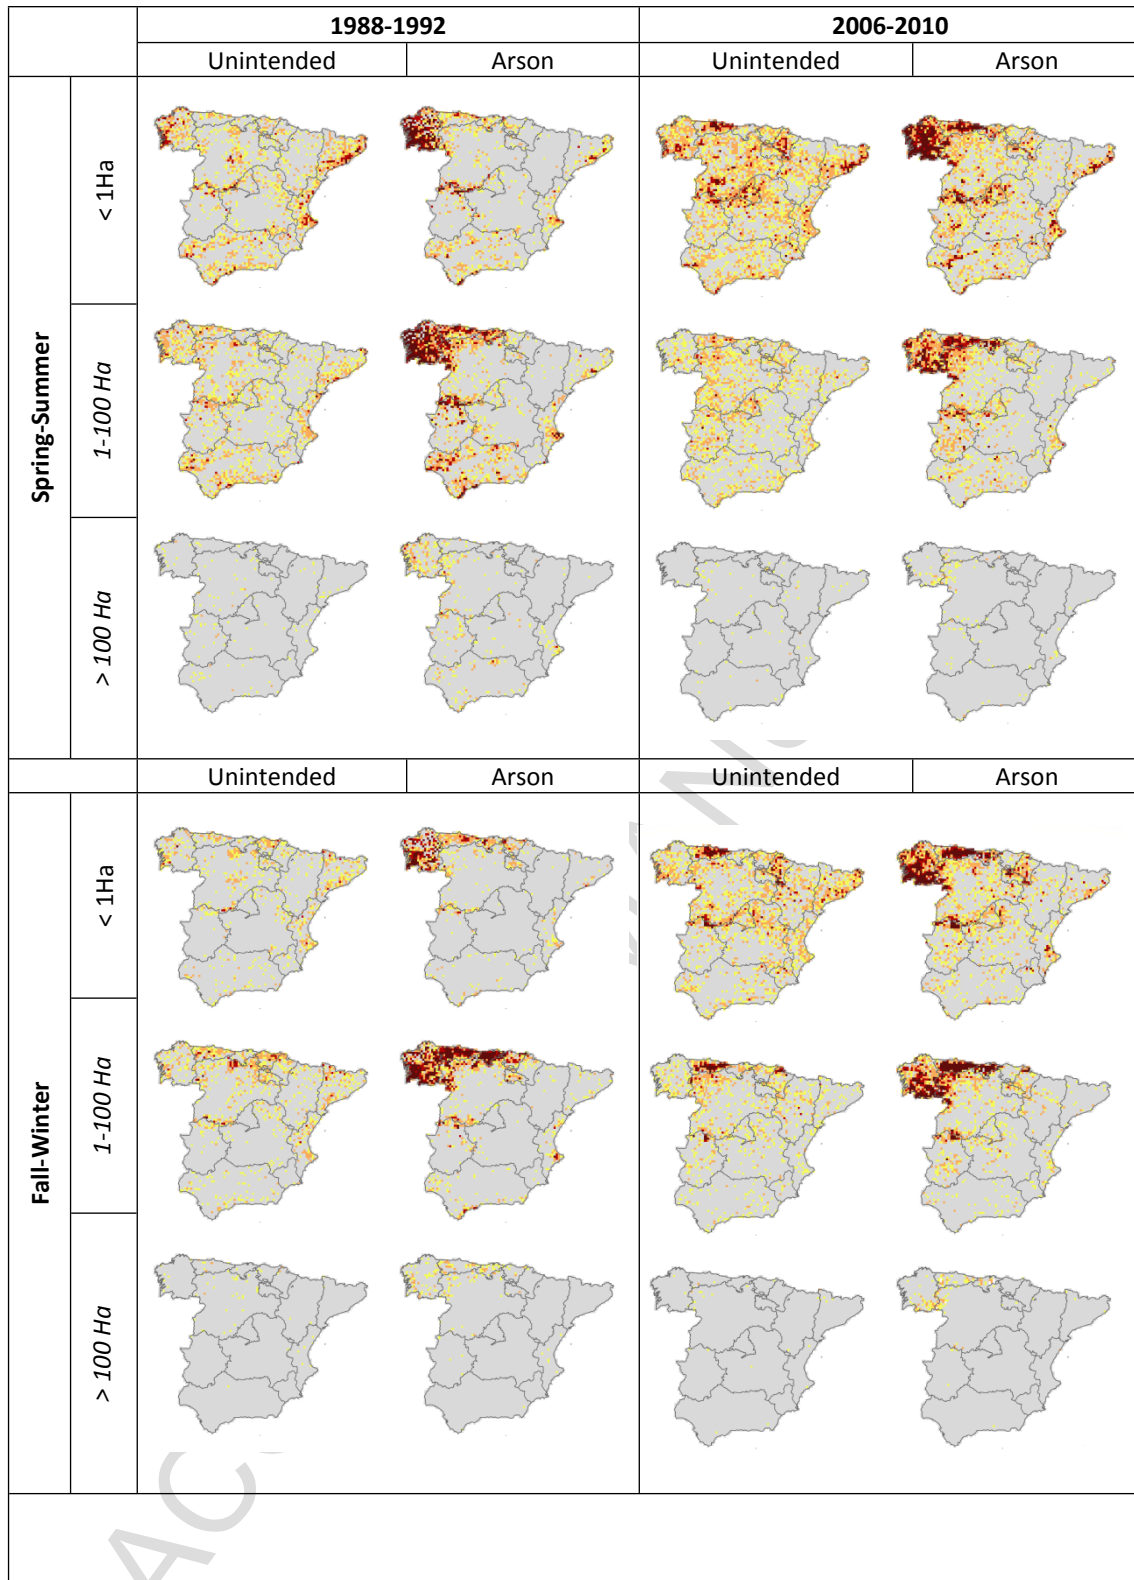 1988-1992 2006-2010
Unintended Arson Unintended Arson
Spring-Summer
< 1Ha
1-100 Ha
> 100 Ha
Unintended Arson Unintended Arson
Fall-Winter
< 1Ha
1-100 Ha
> 100 Ha